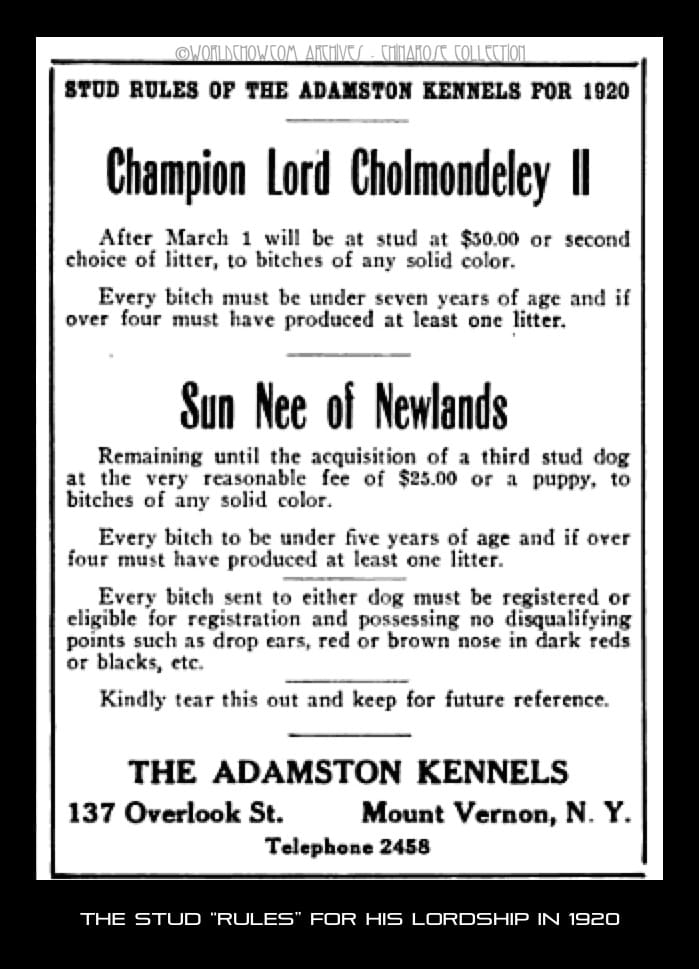 ©WORLDCHOW.COM ARCHIVES - CHINAROSE COLLECTION
STUD RULES OF THE ADAMSTON KENNELS FOR 1920
Champion Lord Cholmondeley II
After March 1 will be at stud at $50.00 or second
choice of litter, to bitches of any solid color.
Every bitch must be under seven years of age and if
over four must have produced at least one litter.
Sun Nee of Newlands
Remaining until the acquisition of a third stud dog
at the very reasonable fee of $25.00 or a puppy, to
bitches of any solid color.
Every bitch to be under five years of age and if over
four must have produced at least one litter.
Every bitch sent to either dog must be registered or
eligible for registration and possessing no disqualifying
points such as drop ears, red or brown nose in dark reds
or blacks, etc.
Kindly tear this out and keep for future reference.
THE ADAMSTON KENNELS
137 Overlook St. Mount Vernon, N. Y.
Telephone 2458
THE STUD "RULES" FOR HIS LORDSHIP IN 1920